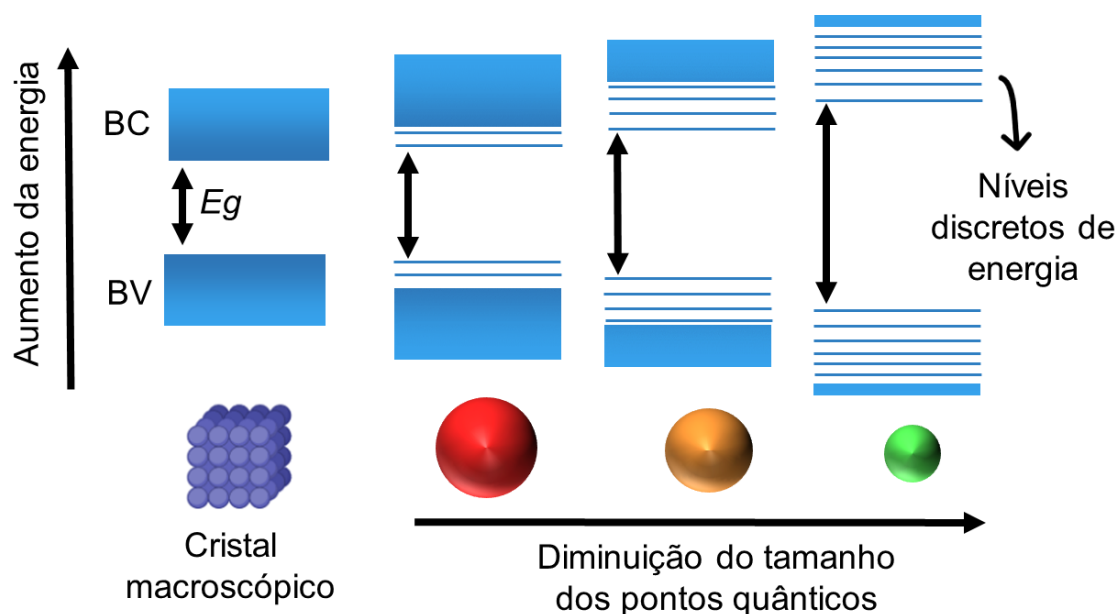 Aumento da energia
BC
Eg
BV
Níveis
discretos de
energia
Cristal
macroscópico
Diminuição do tamanho
dos pontos quânticos